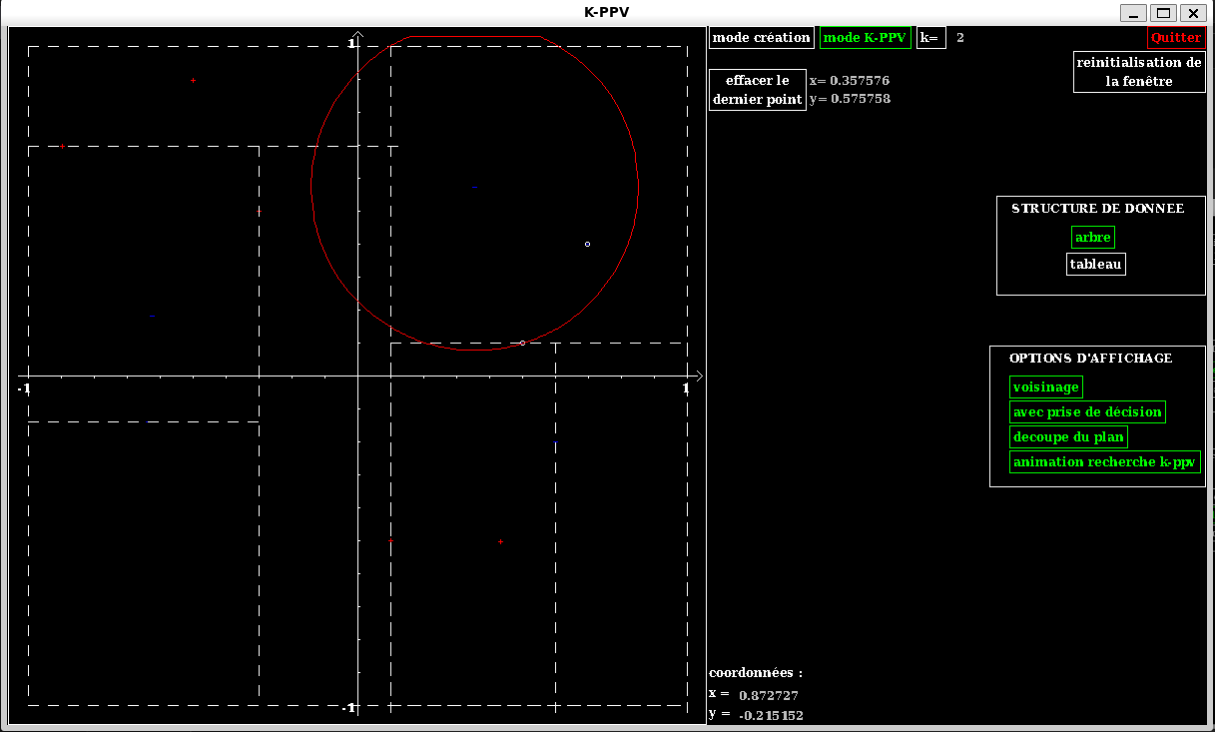 K-PPV
mode création mode K-PPV k= 2 Quitter
reinitialisation de
la fenêtre
effacer le
dernier point
x= 0.357576
y= 0.575758
1
-1
1
-1
STRUCTURE DE DONNEE
arbre
tableau
OPTIONS D'AFFICHAGE
voisinage
avec prise de décision
decoupe du plan
animation recherche k-ppv
coordonnées :
x = 0.872727
y = -0.215152